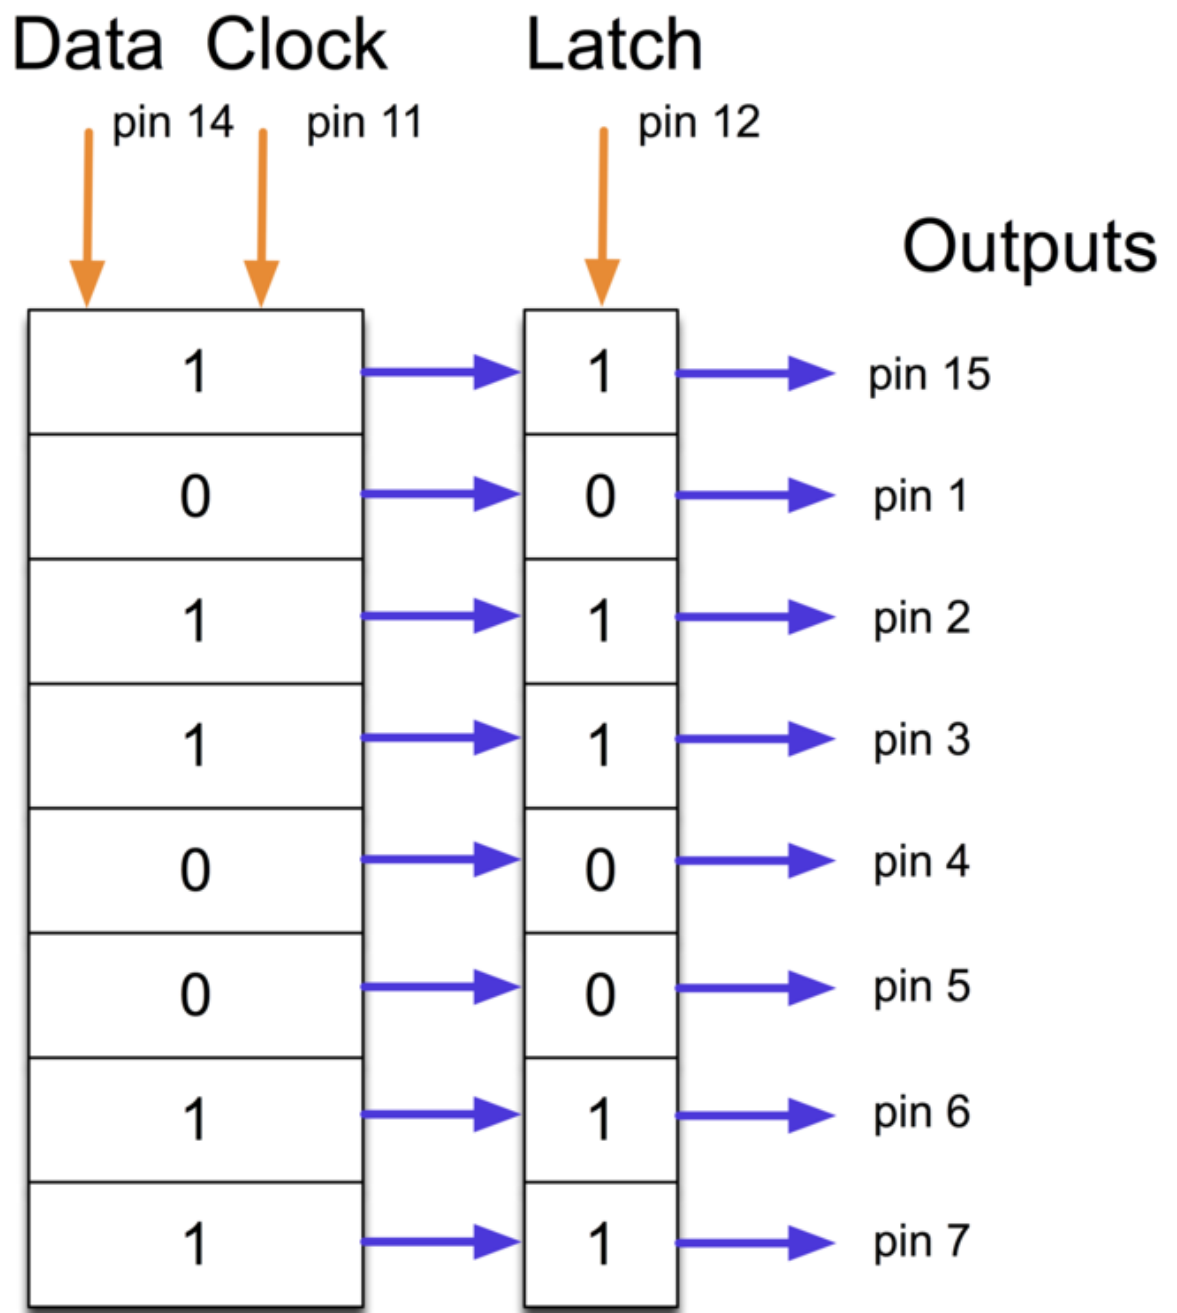 Data Clock Latch
pin 14 pin 11 pin 12
Outputs
1 1 pin 15
0 0 pin 1
1 1 pin 2
1 1 pin 3
0 0 pin 4
0 0 pin 5
1 1 pin 6
1 1 pin 7